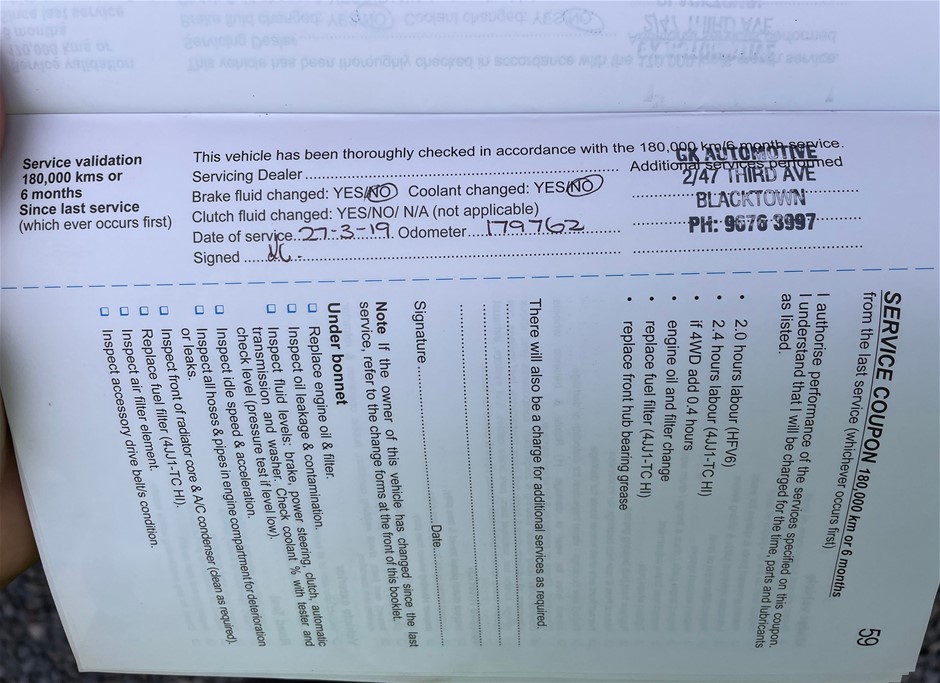 Service validation
180,000 kms or
6 months
Since last service
(which ever occurs first)
This vehicle has been thoroughly checked in accordance with the 180,000 km/6 month service.
Servicing Dealer
Additional services performed
Brake fluid changed: YES/NO Coolant changed: YES/NO
Clutch fluid changed: YES/NO/ N/A (not applicable)
Date of service 27-3-19 Odometer 179762
Signed
GK AUTOMOTIVE
2/47 THIRD AVE
BLACKTOWN
PH: 9676 3997
59
SERVICE COUPON 180,000 km or 6 months
from the last service (whichever occurs first)
I authorise performance of the services specified on this coupon.
I understand that I will be charged for the time, parts and lubricants
as listed.
• 2.0 hours labour (HFV6)
• 2.4 hours labour (4JJ1-TC HI)
• if 4WD add 0.4 hours
• engine oil and filter change
• replace fuel filter (4JJ1-TC HI)
• replace front hub bearing grease
There will also be a charge for additional services as required.
Signature Date
Note If the owner of this vehicle has changed since the last
service, refer to the change forms at the front of this booklet.
Under bonnet
❑ Replace engine oil & filter.
❑ Inspect oil leakage & contamination.
❑ Inspect fluid levels: brake, power steering, clutch, automatic
transmission and washer. Check coolant % with tester and
check level (pressure test if level low).
❑ Inspect idle speed & acceleration.
❑ Inspect all hoses & pipes in engine compartment for deterioration
or leaks.
❑ Inspect front of radiator core & A/C condenser (clean as required).
❑ Replace fuel filter (4JJ1-TC HI).
❑ Inspect air filter element.
❑ Inspect accessory drive belt/s condition.